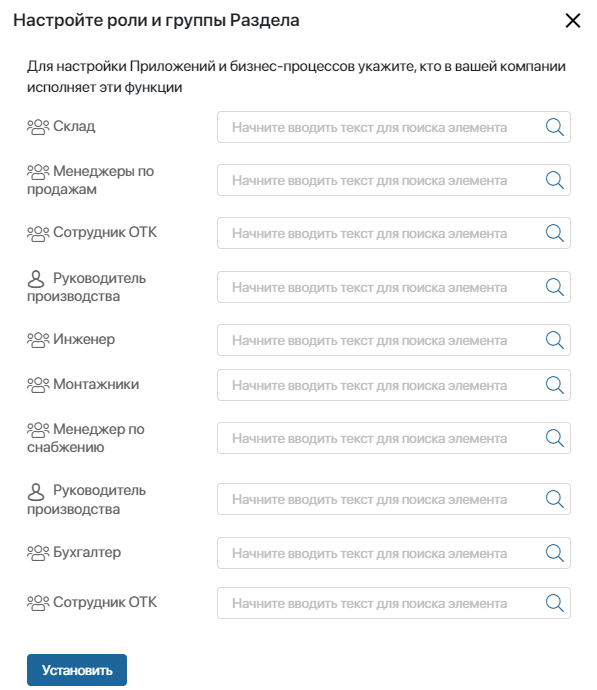 Настройте роли и группы Раздела
Для настройки Приложений и бизнес-процессов укажите, кто в вашей компании
исполняет эти функции
Склад
Начните вводить текст для поиска элемента
Менеджеры по
продажам
Начните вводить текст для поиска элемента
Сотрудник ОТК
Начните вводить текст для поиска элемента
Руководитель
производства
Начните вводить текст для поиска элемента
Инженер
Начните вводить текст для поиска элемента
Монтажники
Начните вводить текст для поиска элемента
Менеджер по
снабжению
Начните вводить текст для поиска элемента
Руководитель
производства
Начните вводить текст для поиска элемента
Бухгалтер
Начните вводить текст для поиска элемента
Сотрудник ОТК
Начните вводить текст для поиска элемента
Установить